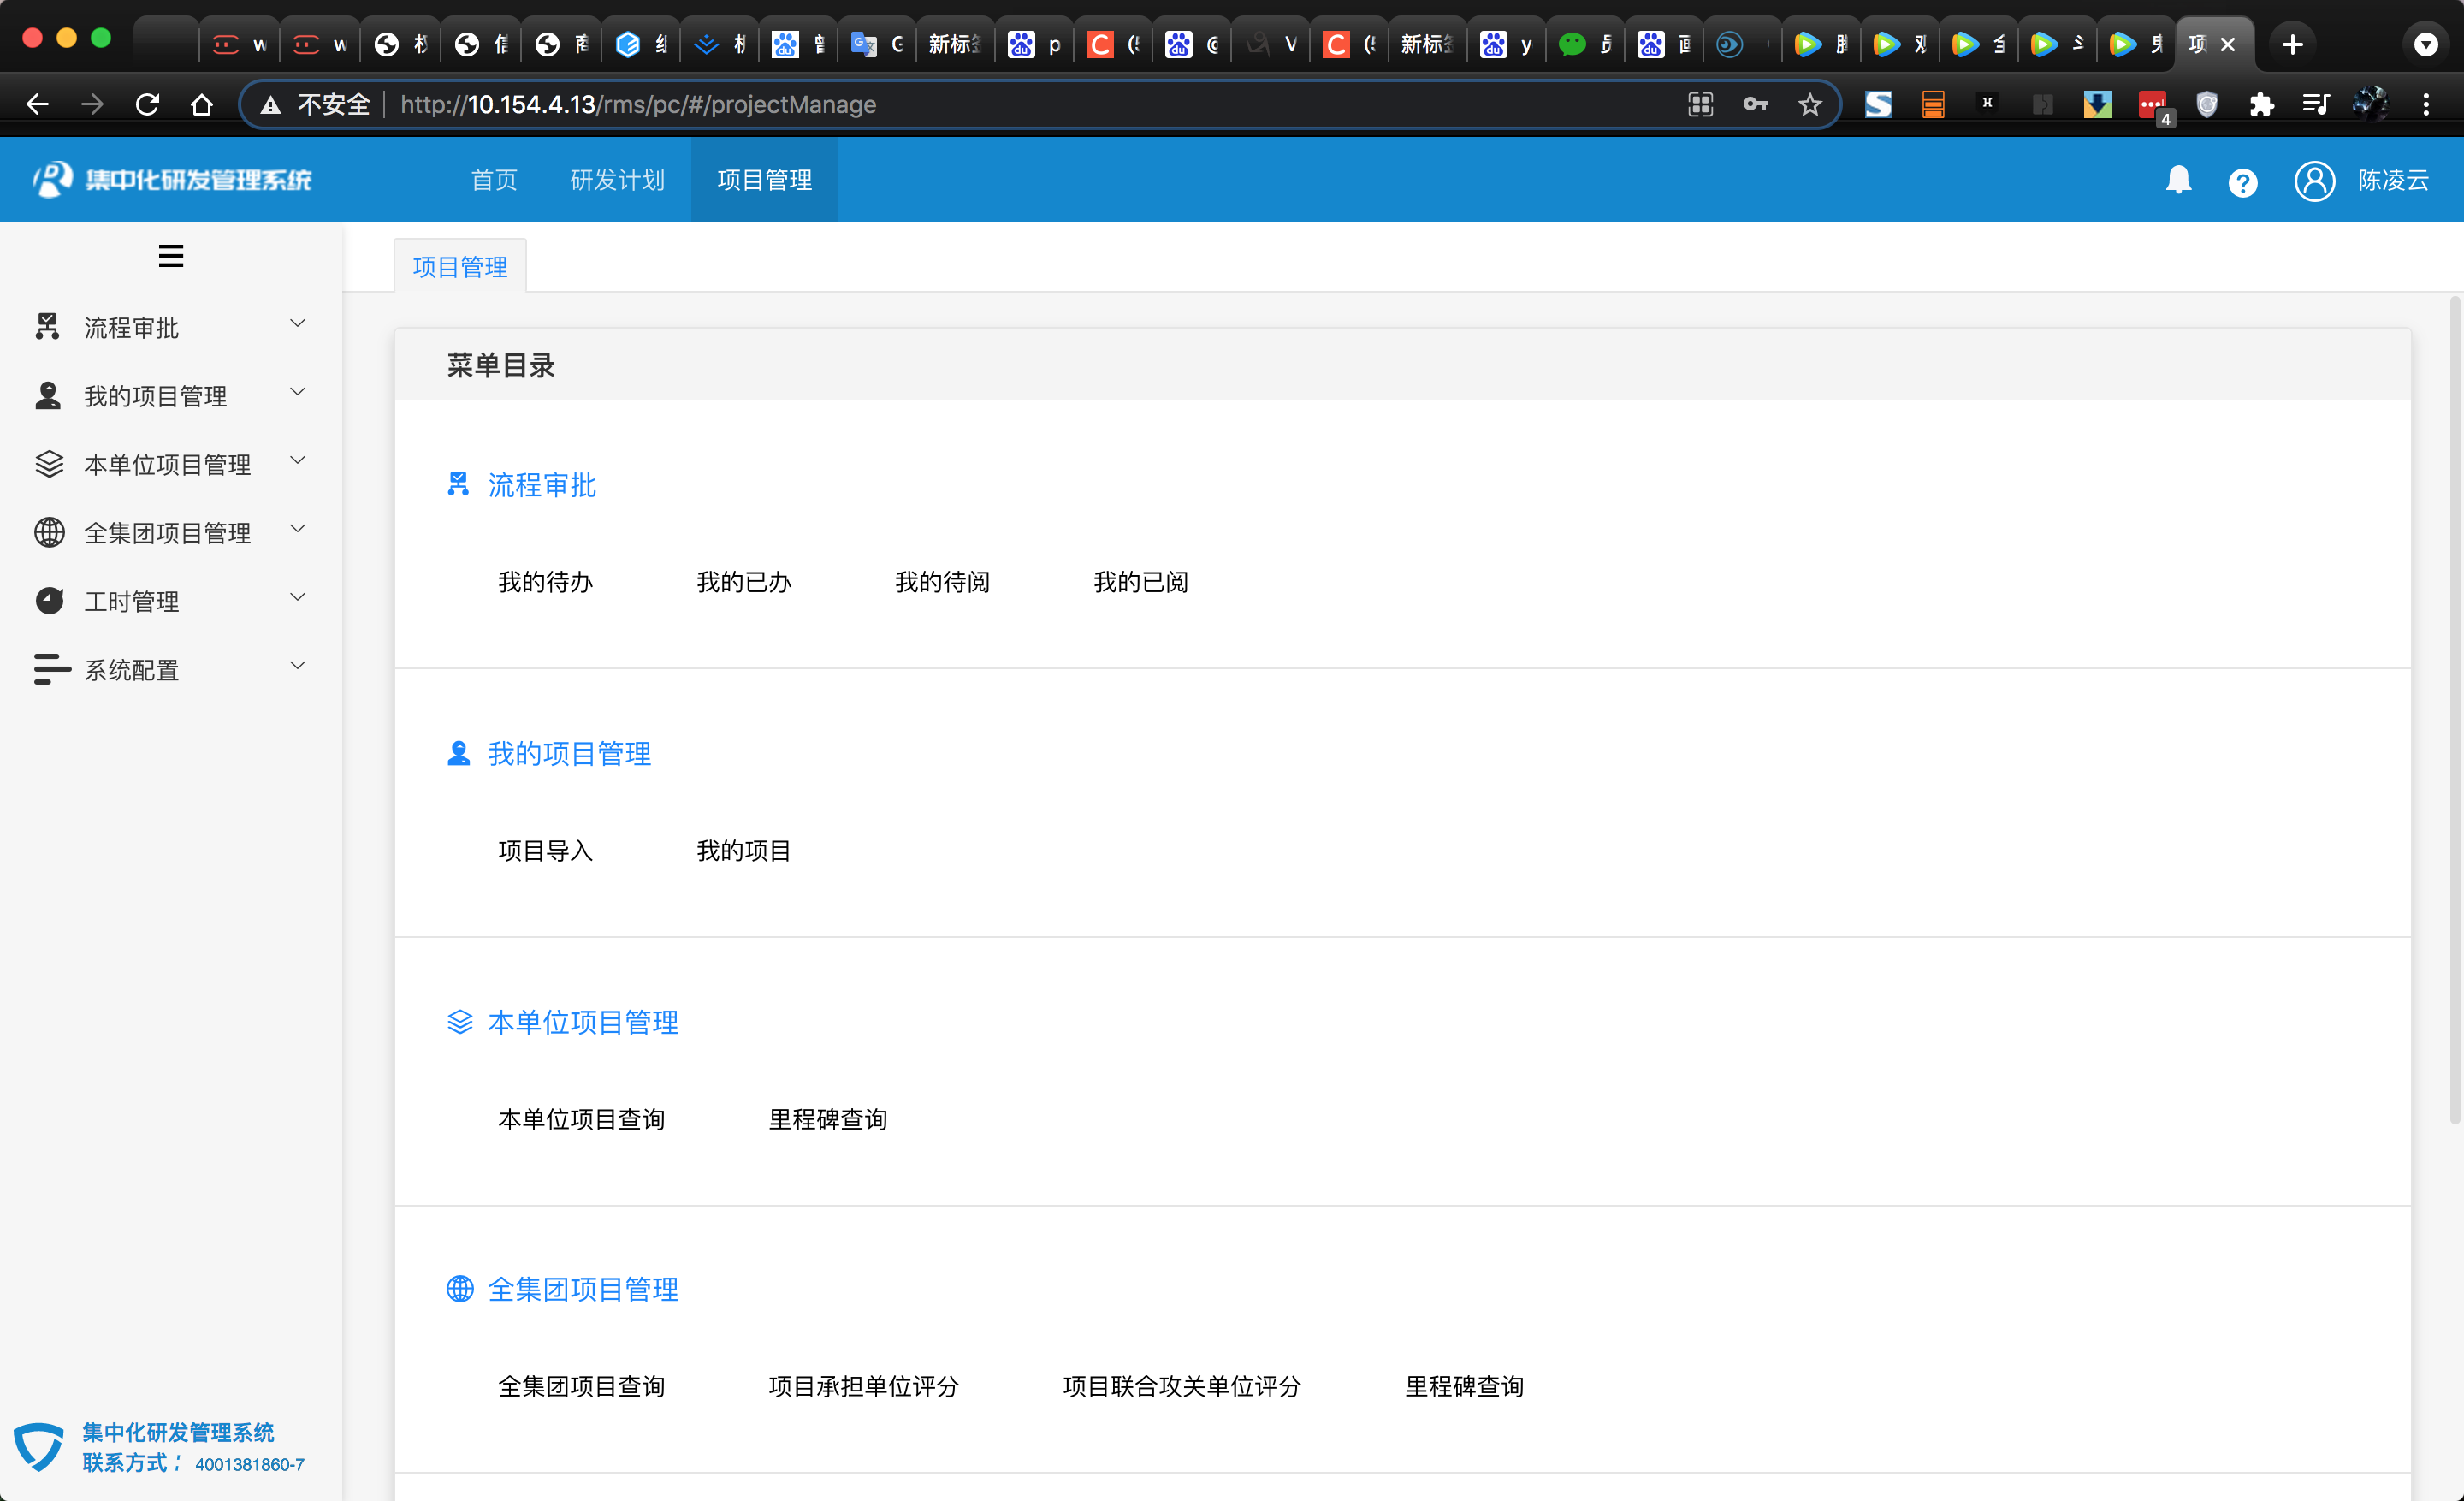 新标签
新标签
项
不安全 http://10.154.4.13/rms/pc/#/projectManage
4
集中化研发管理系统
首页 研发计划 项目管理
陈凌云
流程审批
我的项目管理
本单位项目管理
全集团项目管理
工时管理
系统配置
集中化研发管理系统
联系方式： 4001381860-7
项目管理
菜单目录
流程审批
我的待办 我的已办 我的待阅 我的已阅
我的项目管理
项目导入 我的项目
本单位项目管理
本单位项目查询 里程碑查询
全集团项目管理
全集团项目查询 项目承担单位评分 项目联合攻关单位评分 里程碑查询